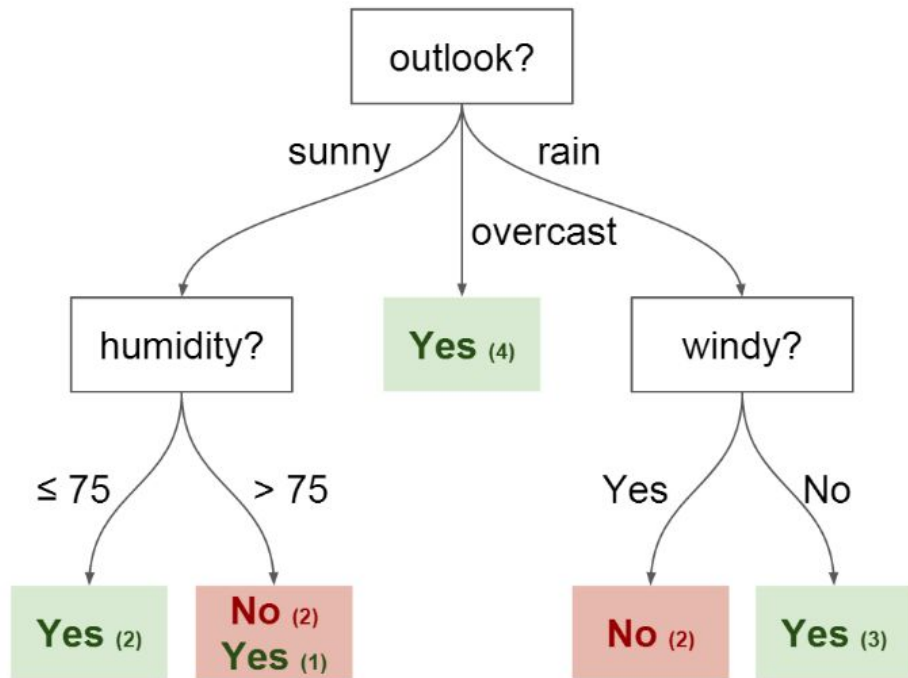 outlook?
sunny
rain
overcast
humidity?
Yes (4)
windy?
≤ 75
> 75
Yes
No
Yes (2)
No (2)
Yes (1)
No (2)
Yes (3)